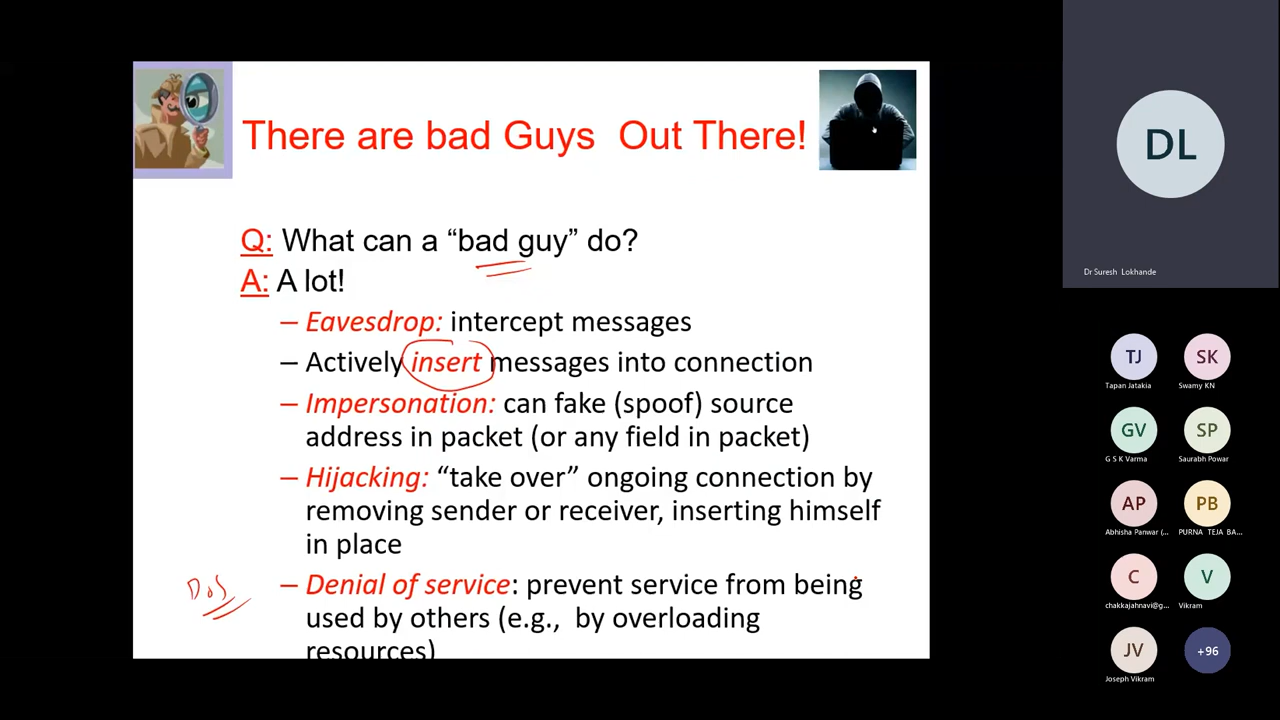 There are bad Guys Out There!
Q: What can a “bad guy” do?
A: A lot!
– Eavesdrop: intercept messages
– Actively insert messages into connection
– Impersonation: can fake (spoof) source
address in packet (or any field in packet)
– Hijacking: “take over” ongoing connection by
removing sender or receiver, inserting himself
in place
DoS
– Denial of service: prevent service from being
used by others (e.g., by overloading
resources)
DL
Dr Suresh Lokhande
TJ
Tapan Jatakia
SK
Swamy KN
GV
G S K Varma
SP
Saurabh Powar
AP
Abhisha Panwar (...
PB
PURNA TEJA BA...
C
chakkajahnavi@g...
V
Vikram
JV
Joseph Vikram
+96